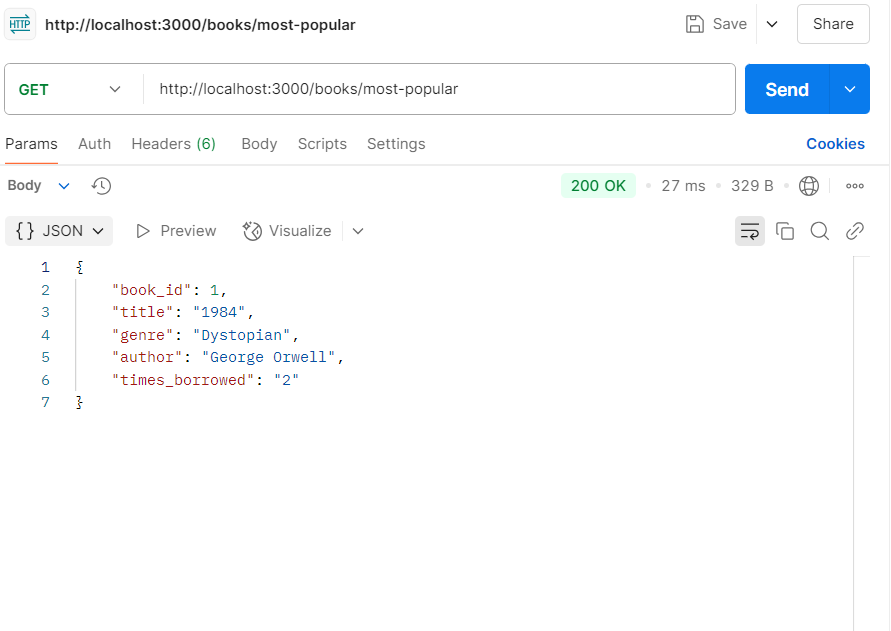 HTTP http://localhost:3000/books/most-popular Save Share
GET http://localhost:3000/books/most-popular Send
Params Auth Headers (6) Body Scripts Settings Cookies
Body 200 OK • 27 ms • 329 B •
{} JSON Preview Visualize
1 {
2 "book_id": 1,
3 "title": "1984",
4 "genre": "Dystopian",
5 "author": "George Orwell",
6 "times_borrowed": "2"
7 }